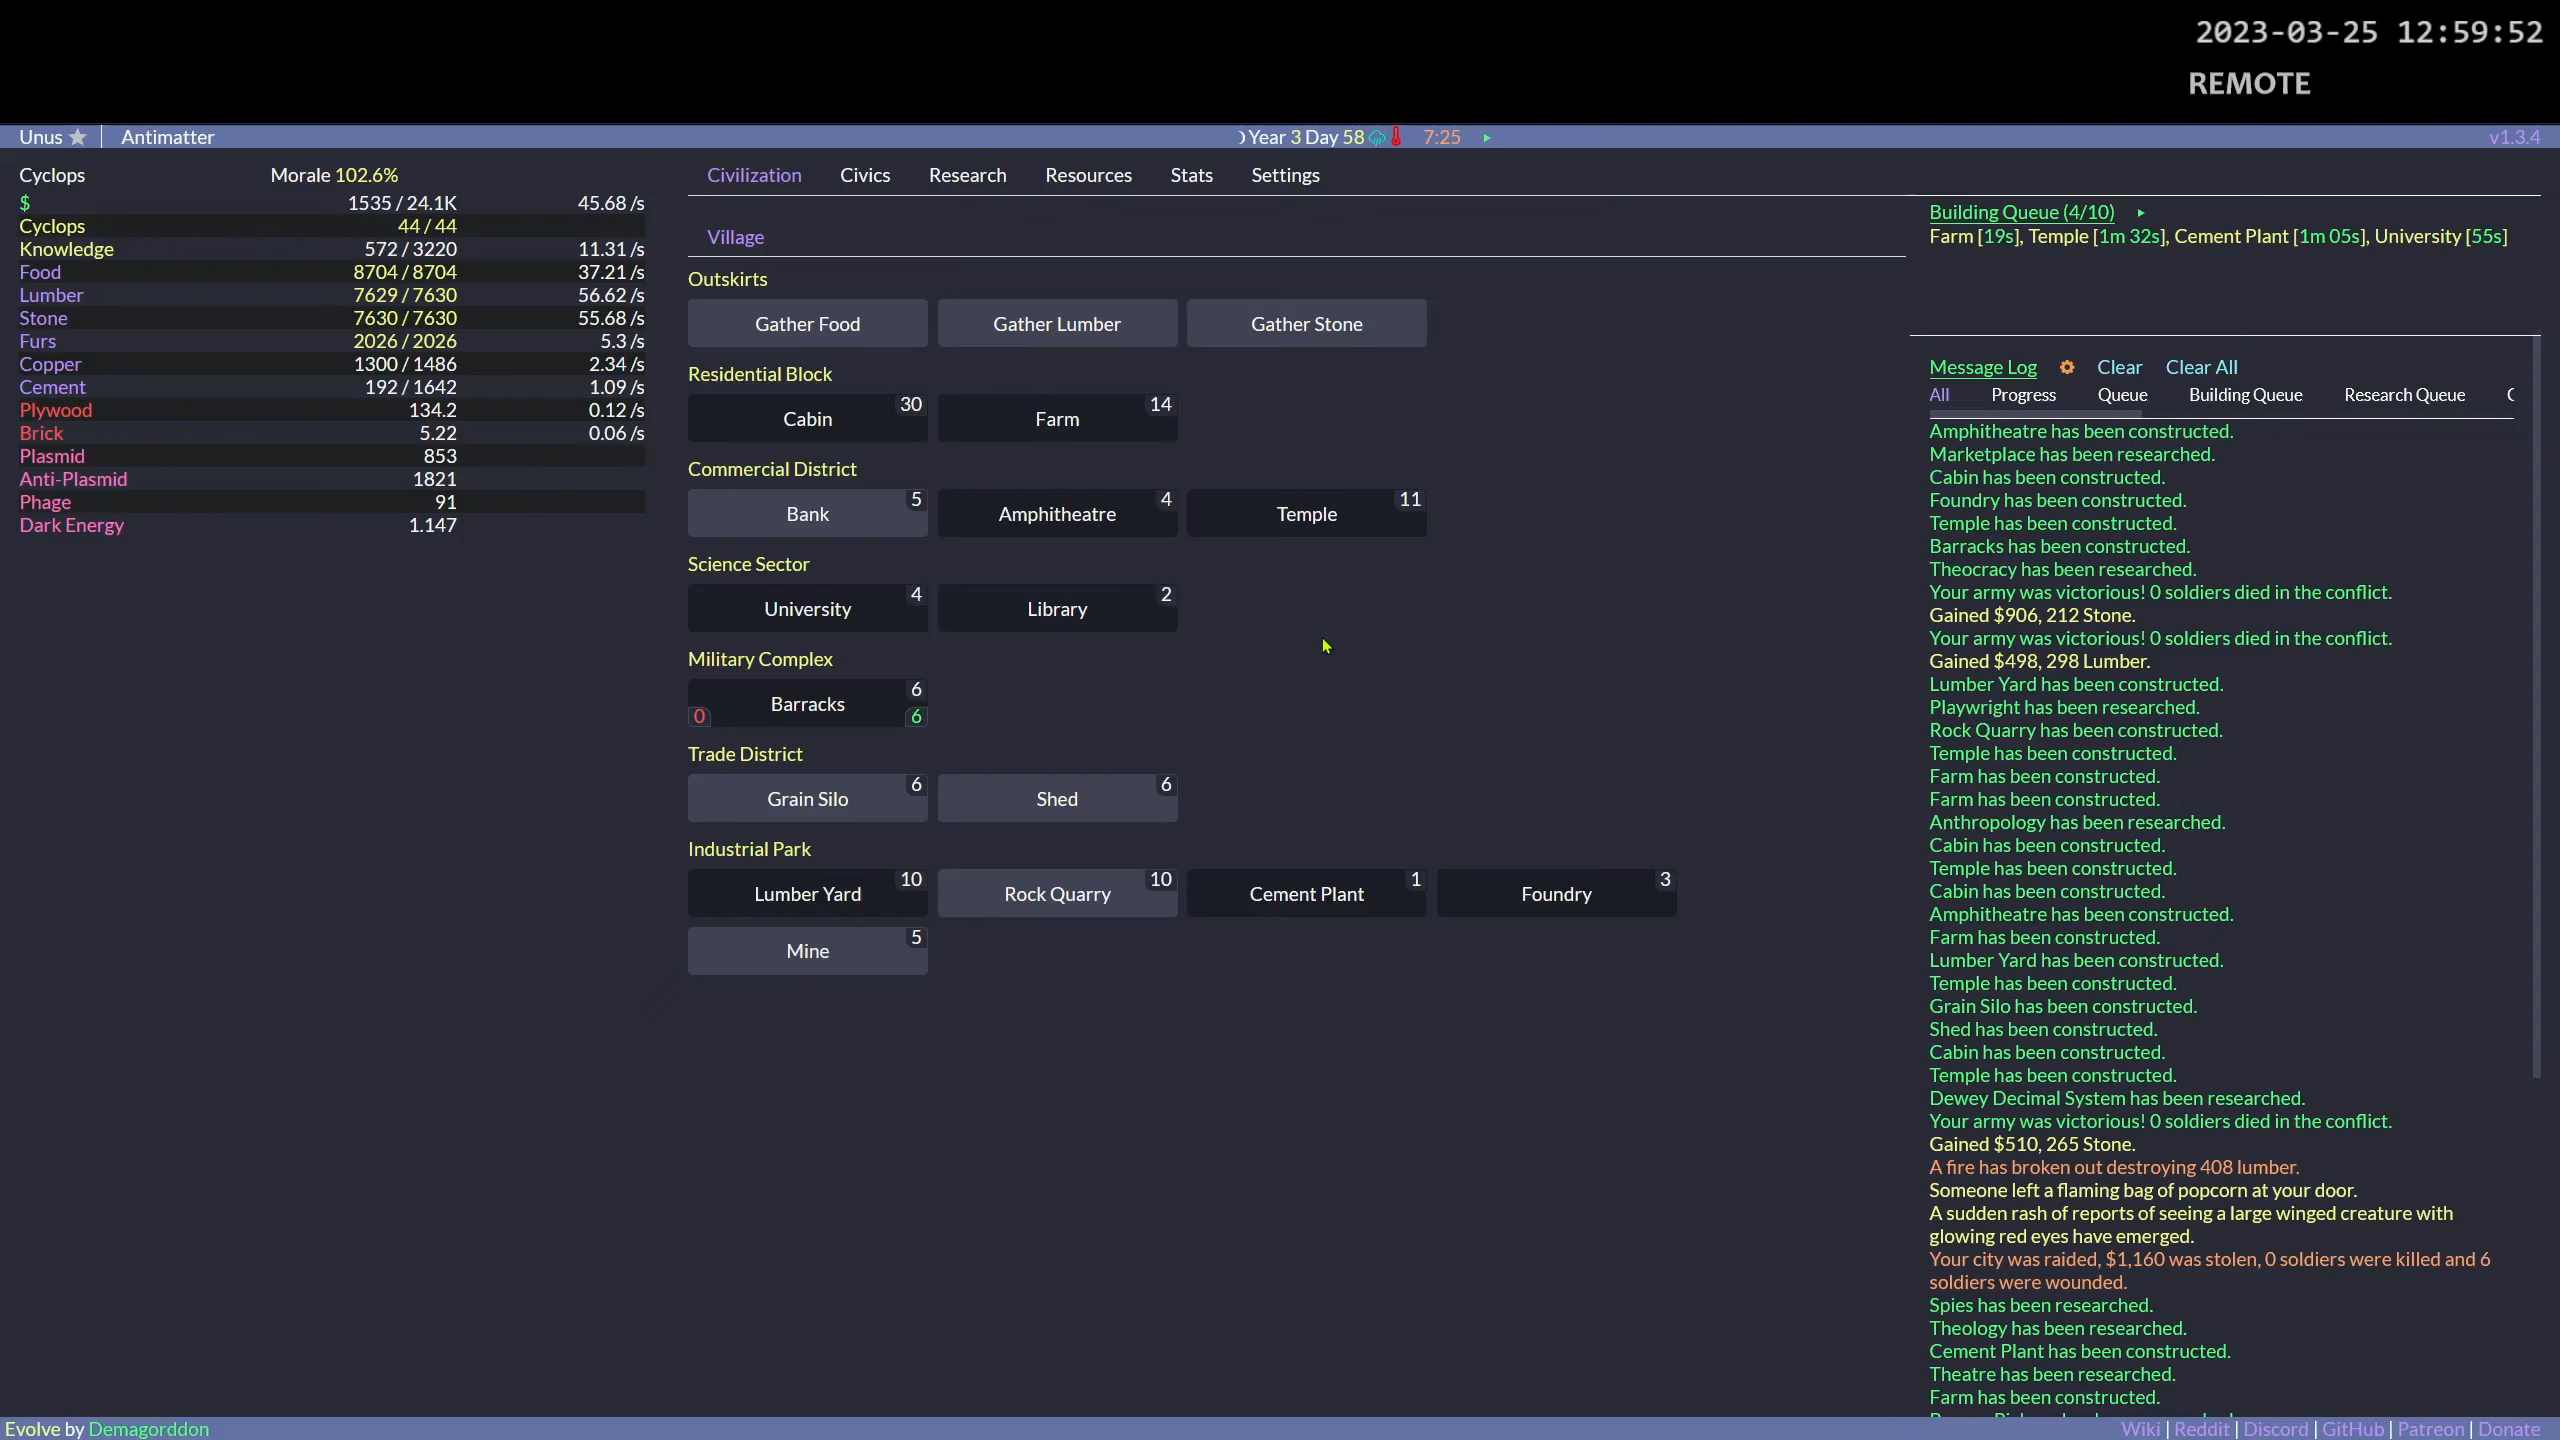 2023-03-25 12:59:52
REMOTE
Unus Antimatter Year 3 Day 58 7:25 v1.3.4
Cyclops Morale 102.6%
$ 1535 / 24.1K 45.68 /s
Cyclops 44 / 44
Knowledge 572 / 3220 11.31 /s
Food 8704 / 8704 37.21 /s
Lumber 7629 / 7630 56.62 /s
Stone 7630 / 7630 55.68 /s
Furs 2026 / 2026 5.3 /s
Copper 1300 / 1486 2.34 /s
Cement 192 / 1642 1.09 /s
Plywood 134.2 0.12 /s
Brick 5.22 0.06 /s
Plasmid 853
Anti-Plasmid 1821
Phage 91
Dark Energy 1.147
Civilization Civics Research Resources Stats Settings
Village
Outskirts
Gather Food Gather Lumber Gather Stone
Residential Block
Cabin 30 Farm 14
Commercial District
Bank 5 Amphitheatre 4 Temple 11
Science Sector
University 4 Library 2
Military Complex
Barracks 6
0 6
Trade District
Grain Silo 6 Shed 6
Industrial Park
Lumber Yard 10 Rock Quarry 10 Cement Plant 1 Foundry 3
Mine 5
Building Queue (4/10)
Farm [19s], Temple [1m 32s], Cement Plant [1m 05s], University [55s]
Message Log Clear Clear All
All Progress Queue Building Queue Research Queue
Amphitheatre has been constructed.
Marketplace has been researched.
Cabin has been constructed.
Foundry has been constructed.
Temple has been constructed.
Barracks has been constructed.
Theocracy has been researched.
Your army was victorious! 0 soldiers died in the conflict.
Gained $906, 212 Stone.
Your army was victorious! 0 soldiers died in the conflict.
Gained $498, 298 Lumber.
Lumber Yard has been constructed.
Playwright has been researched.
Rock Quarry has been constructed.
Temple has been constructed.
Farm has been constructed.
Farm has been constructed.
Anthropology has been researched.
Cabin has been constructed.
Temple has been constructed.
Cabin has been constructed.
Amphitheatre has been constructed.
Farm has been constructed.
Lumber Yard has been constructed.
Temple has been constructed.
Grain Silo has been constructed.
Shed has been constructed.
Cabin has been constructed.
Temple has been constructed.
Dewey Decimal System has been researched.
Your army was victorious! 0 soldiers died in the conflict.
Gained $510, 265 Stone.
A fire has broken out destroying 408 lumber.
Someone left a flaming bag of popcorn at your door.
A sudden rash of reports of seeing a large winged creature with
glowing red eyes have emerged.
Your city was raided, $1,160 was stolen, 0 soldiers were killed and 6
soldiers were wounded.
Spies has been researched.
Theology has been researched.
Cement Plant has been constructed.
Theatre has been researched.
Farm has been constructed.
Evolve by Demagorddon Wiki | Reddit | Discord | GitHub | Patreon | Donate